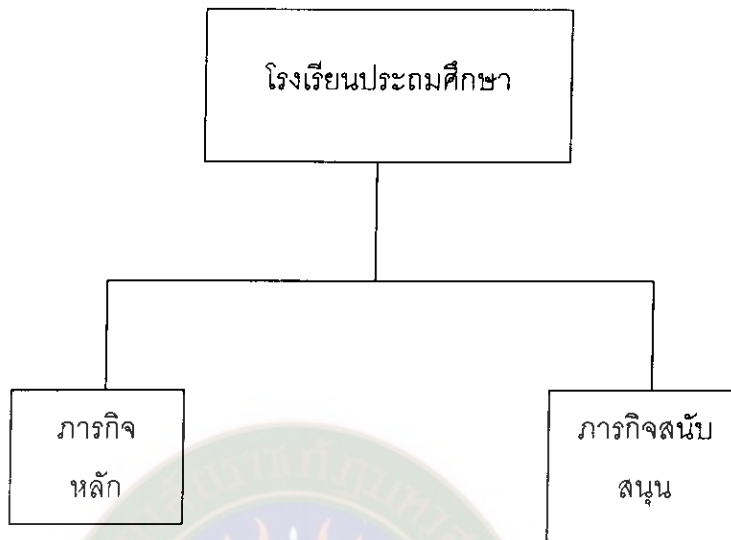 โรงเรียนประถมศึกษา
ภารกิจ
หลัก
ภารกิจสนับ
สนุน